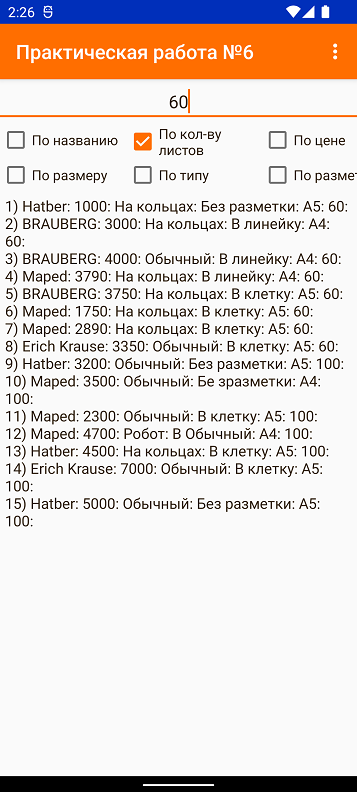 2:26
Практическая работа №6
60
По названию
По кол-ву
листов
По цене
По размеру
По типу
По размет
1) Hatber: 1000: На кольцах: Без разметки: А5: 60:
2) BRAUBERG: 3000: На кольцах: В линейку: А4:
60:
3) BRAUBERG: 4000: Обычный: В линейку: А4: 60:
4) Maped: 3790: На кольцах: В линейку: А4: 60:
5) BRAUBERG: 3750: На кольцах: В клетку: А5: 60:
6) Maped: 1750: На кольцах: В клетку: А5: 60:
7) Maped: 2890: На кольцах: В клетку: А5: 60:
8) Erich Krause: 3350: Обычный: В клетку: А5: 60:
9) Hatber: 3200: Обычный: Без разметки: А5: 100:
10) Maped: 3500: Обычный: Бе зразметки: А4:
100:
11) Maped: 2300: Обычный: В клетку: А5: 100:
12) Maped: 4700: Робот: В Обычный: А4: 100:
13) Hatber: 4500: На кольцах: В клетку: А5: 100:
14) Erich Krause: 7000: Обычный: В клетку: А5:
100:
15) Hatber: 5000: Обычный: Без разметки: А5:
100: